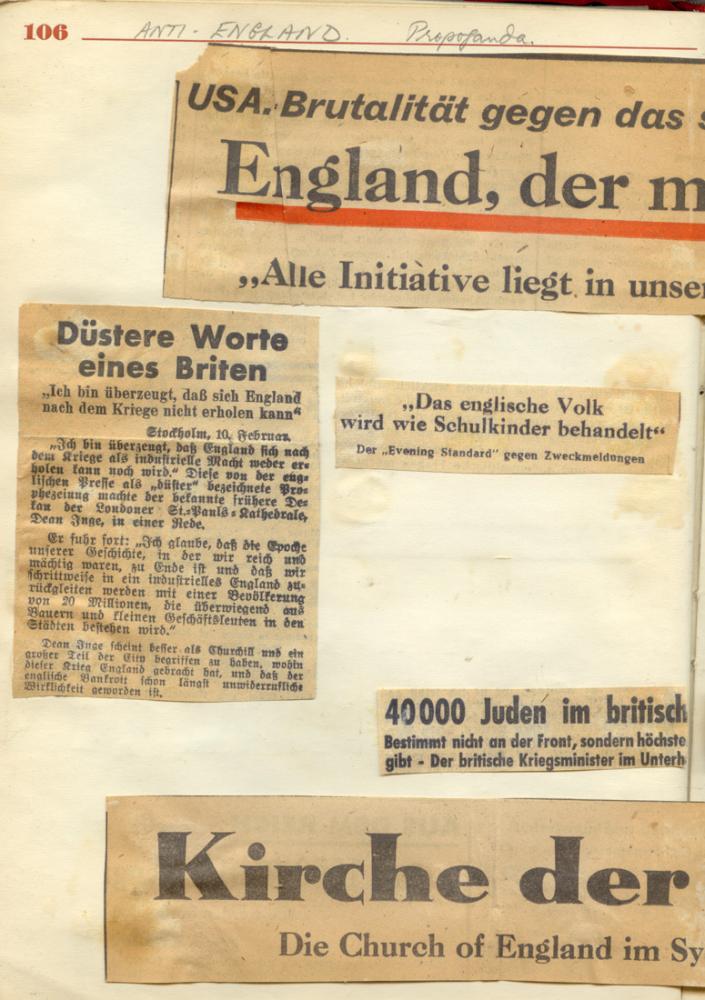 106 ANTI-ENGLAND. Propoganda.
USA. Brutalität gegen das s
England, der m
„Alle Initiative liegt in unser
Düstere Worte
eines Briten
„Ich bin überzeugt, daß sich England
nach dem Kriege nicht erholen kann“
Stockholm, 10. Februar.
„Ich bin überzeugt, daß England sich nach
dem Kriege als industrielle Macht weder er-
holen kann noch wird.“ Diese von der eng-
lischen Presse als „düster“ bezeichnete Pro-
phezeiung machte der bekannte frühere De-
kan der Londoner St.-Pauls-Kathedrale,
Dean Inge, in einer Rede.
Er fuhr fort: „Ich glaube, daß die Epoche
unserer Geschichte, in der wir reich und
mächtig waren, zu Ende ist und daß wir
schrittweise in ein industrielles England zu-
rückgleiten werden mit einer Bevölkerung
von 20 Millionen, die überwiegend aus
Bauern und kleinen Geschäftsleuten in den
Städten bestehen wird.“
Dean Inge scheint besser als Churchill und ein
großer Teil der City begriffen zu haben, wohin
dieser Krieg England gebracht hat, und daß der
englische Bankrott schon längst unwiderrufliche
Wirklichkeit geworden ist.
„Das englische Volk
wird wie Schulkinder behandelt“
Der „Evening Standard“ gegen Zweckmeldungen
40000 Juden im britisch
Bestimmt nicht an der Front, sondern höchste
gibt - Der britische Kriegsminister im Unterh
Kirche der
Die Church of England im Sy